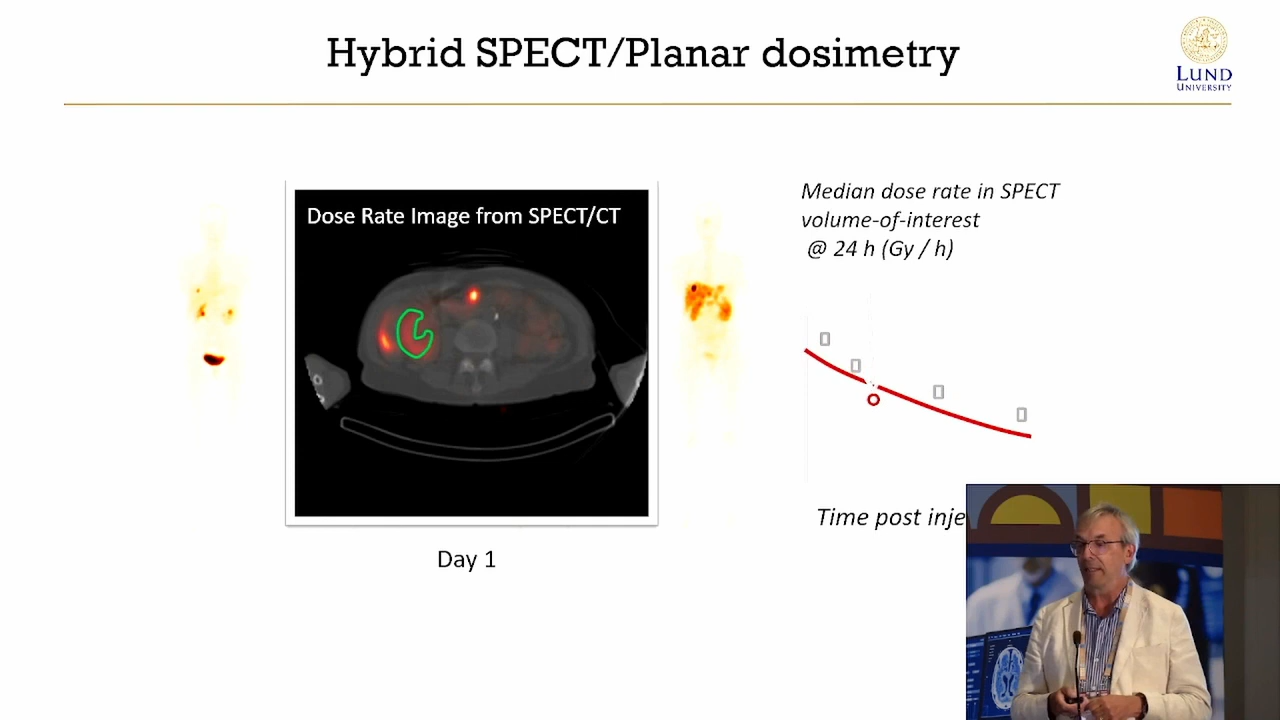 Hybrid SPECT/Planar dosimetry
LUND
UNIVERSITY
Dose Rate Image from SPECT/CT
Median dose rate in SPECT
volume-of-interest
@ 24 h (Gy / h)
Time post inje
Day 1